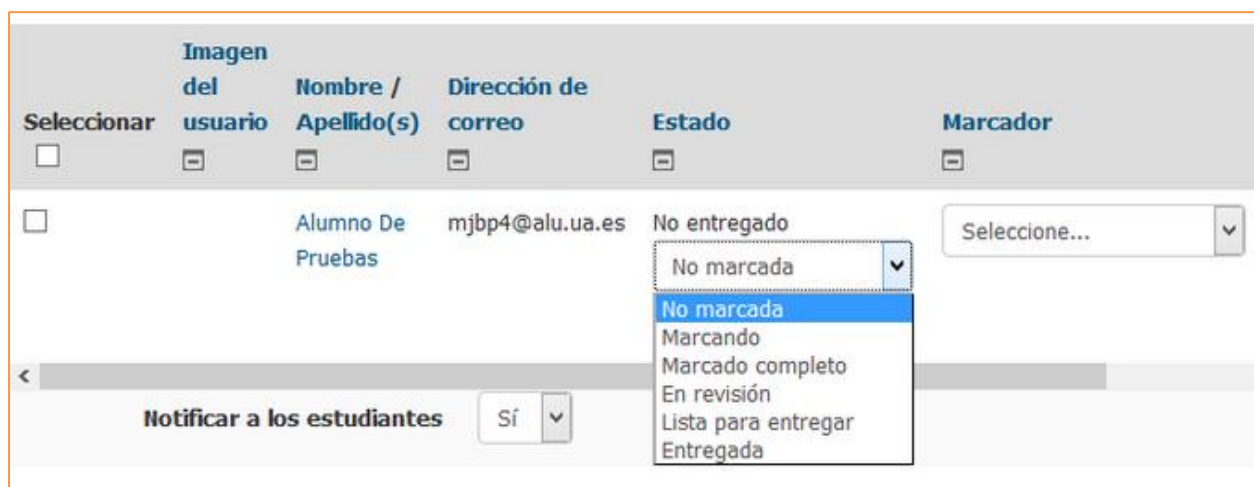 Seleccionar
Imagen
del
usuario
Nombre /
Apellido(s)
Dirección de
correo
Estado
Marcador
Alumno De
Pruebas
mjbp4@alu.ua.es
No entregado
No marcada
Seleccione...
No marcada
Marcando
Marcado completo
En revisión
Lista para entregar
Entregada
Notificar a los estudiantes
Sí